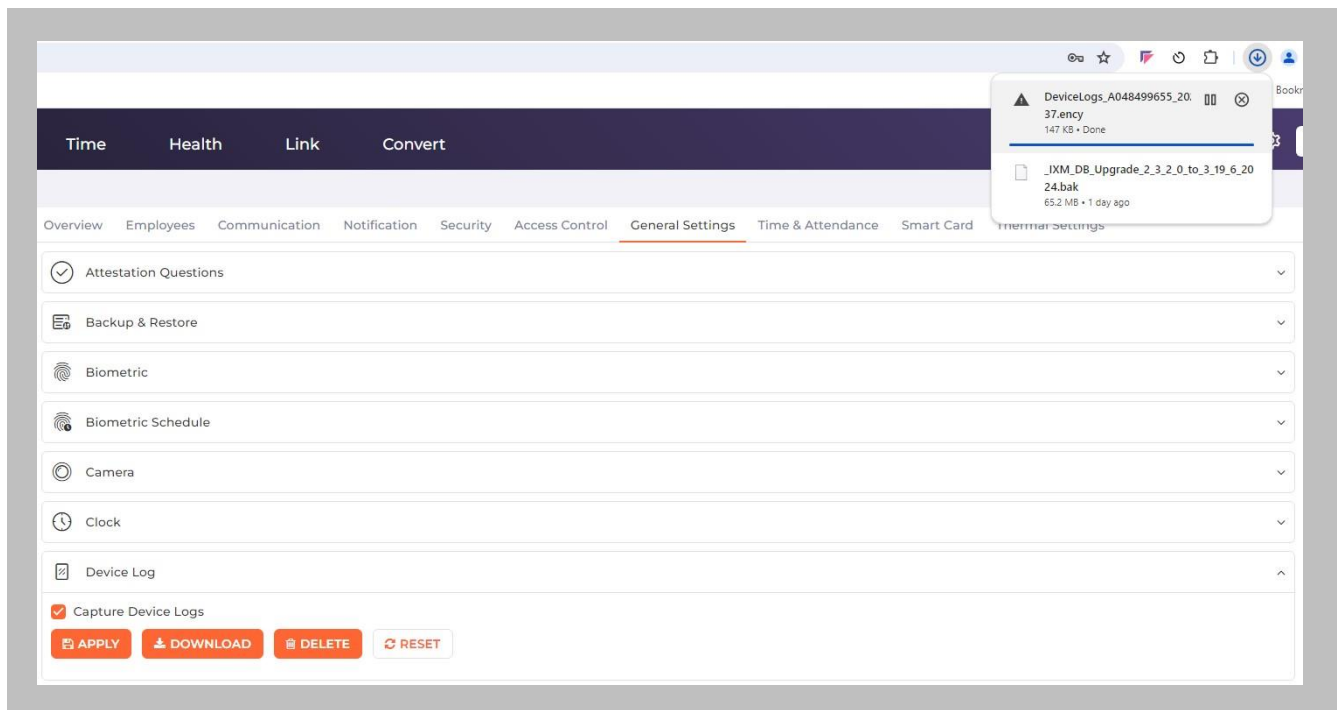 DeviceLogs_A048499655_20.
37.ency
147 KB • Done
Time Health Link Convert
_IXM_DB_Upgrade_2_3_2_0_to_3_19_6_20
24.bak
65.2 MB • 1 day ago
Overview Employees Communication Notification Security Access Control General Settings Time & Attendance Smart Card Thermal Settings
Attestation Questions
Backup & Restore
Biometric
Biometric Schedule
Camera
Clock
Device Log
Capture Device Logs
APPLY DOWNLOAD DELETE RESET